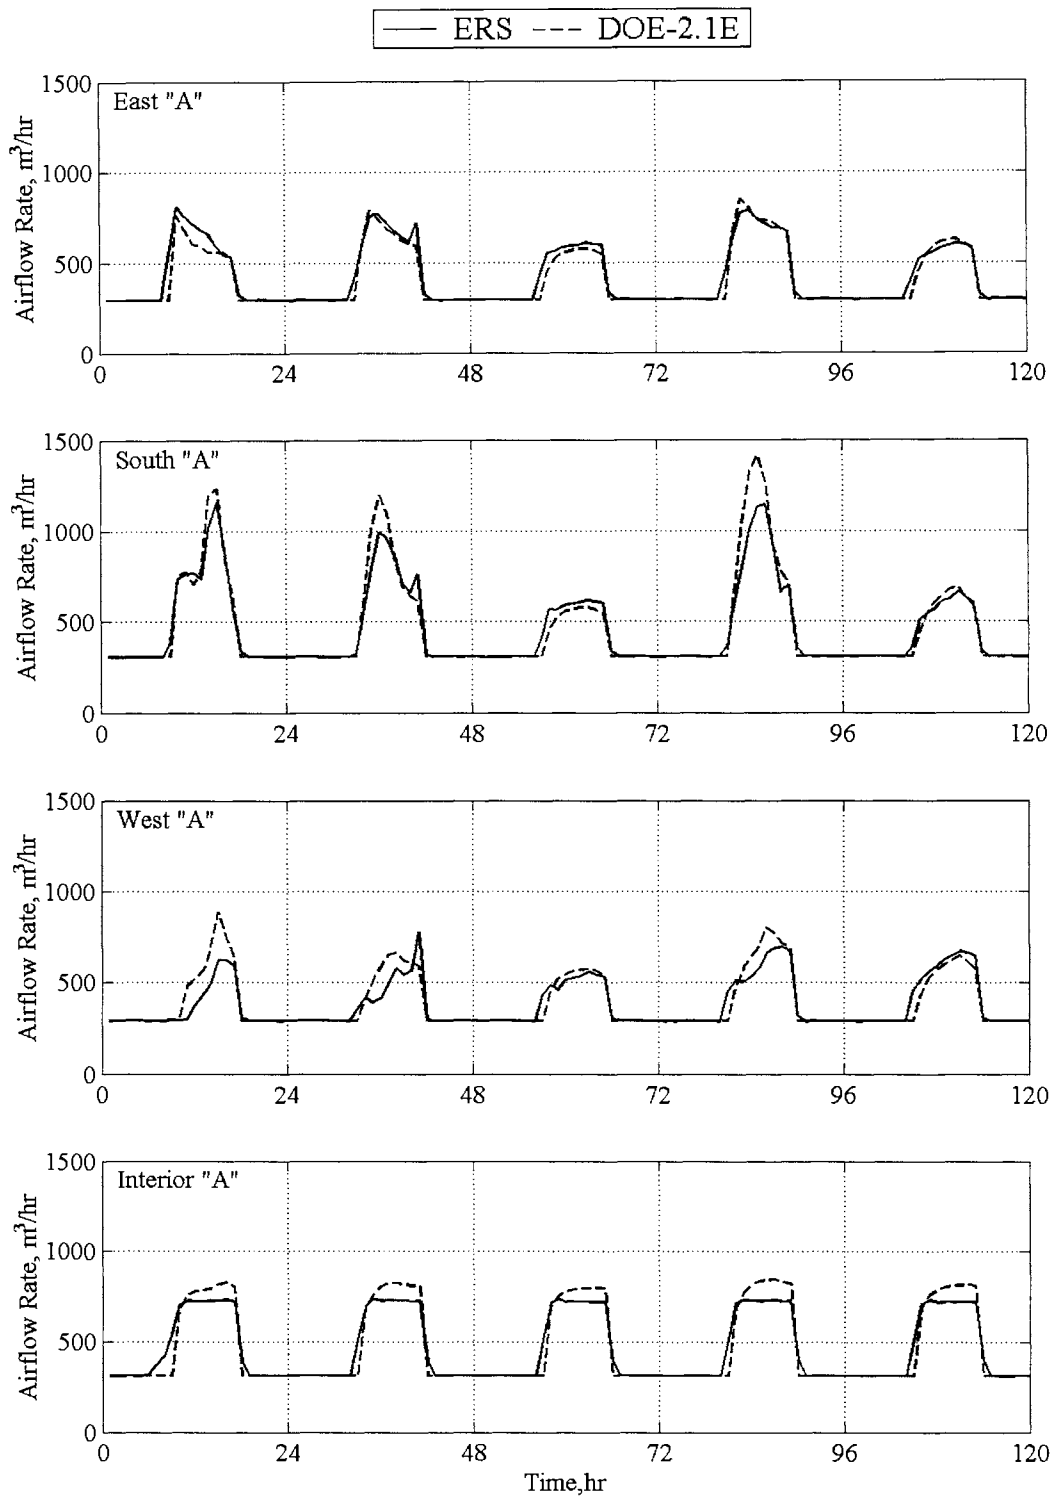 ERS DOE-2.1E
East "A"
Airflow Rate, m³/hr
1500
1000
500
0
0 24 48 72 96 120
South "A"
Airflow Rate, m³/hr
1500
1000
500
0
0 24 48 72 96 120
West "A"
Airflow Rate, m³/hr
1500
1000
500
0
0 24 48 72 96 120
Interior "A"
Airflow Rate, m³/hr
1500
1000
500
0
0 24 48 72 96 120
Time,hr